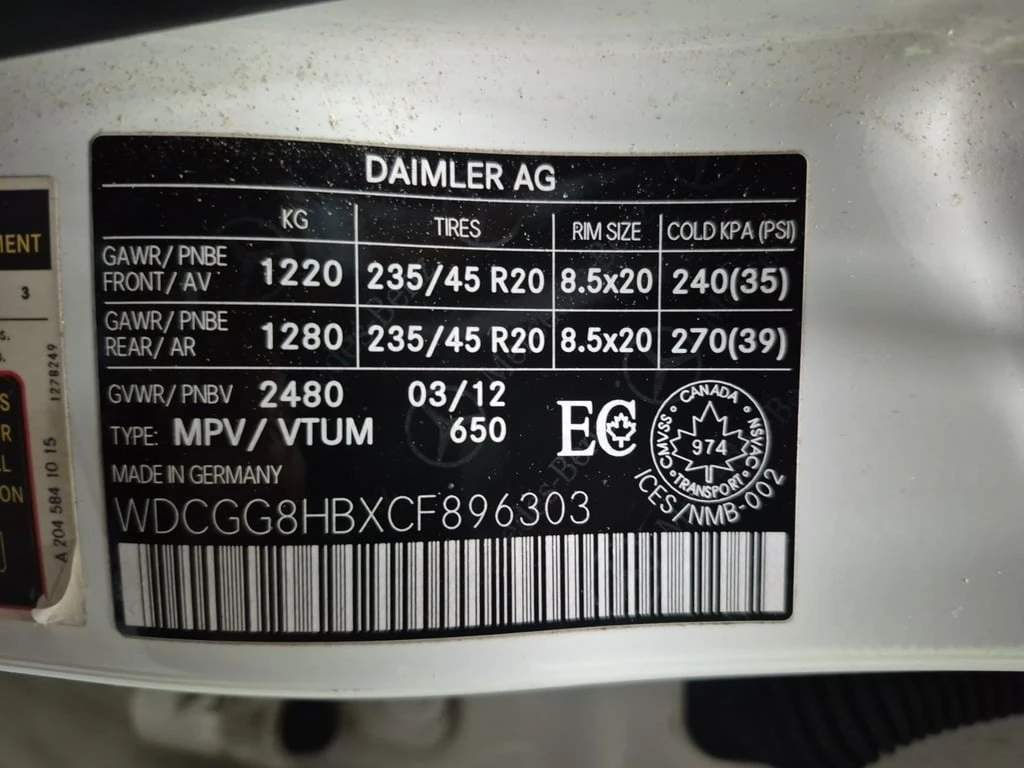 DAIMLER AG
KG TIRES RIM SIZE COLD KPA (PSI)
GAWR/ PNBE
FRONT/ AV 1220 235/45 R20 8.5x20 240(35)
GAWR/ PNBE
REAR/ AR 1280 235/45 R20 8.5x20 270(39)
GVWR/ PNBV 2480 03/12
TYPE: MPV/ VTUM 650
MADE IN GERMANY
WDCGG8HBXCF896303
EC
CANADA
CMVSS
974
NSVAC
TRANSPORT
ICES/NMB-002
3
1278249
A 204 584 10 15